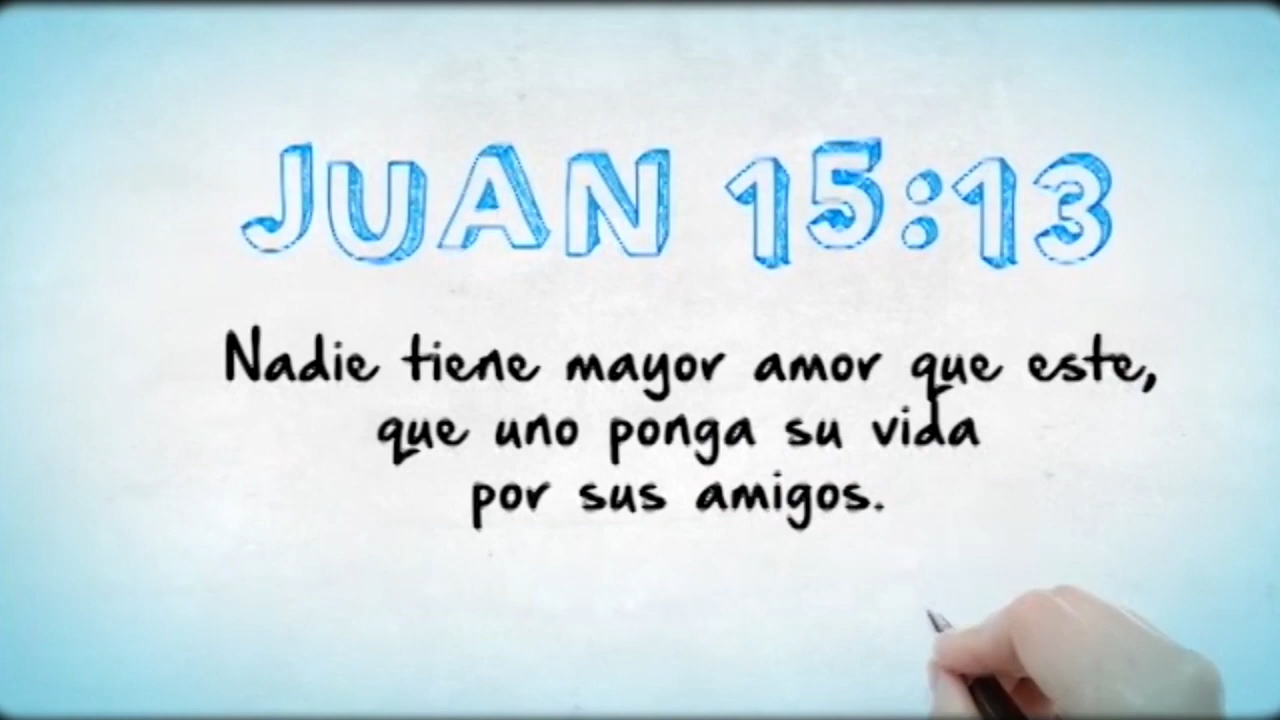 JUAN 15:13
Nadie tiene mayor amor que este,
que uno ponga su vida
por sus amigos.